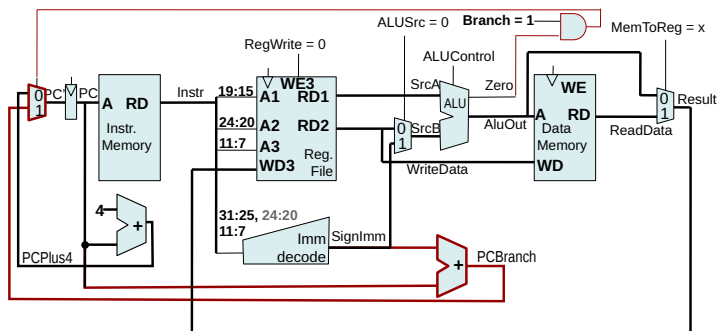 ALUSrc = 0
Branch = 1
MemToReg = x
RegWrite = 0
ALUControl
0
1
PC'
PC
A RD
Instr.
Memory
Instr
19:15
24:20
11:7
WE3
A1 RD1
A2 RD2
A3
WD3
Reg.
File
SrcA
0
1
SrcB
ALU
Zero
AluOut
WriteData
WE
A RD
Data
Memory
WD
ReadData
0
1
Result
4
+
PCPlus4
31:25, 24:20
11:7
Imm
decode
SignImm
+
PCBranch